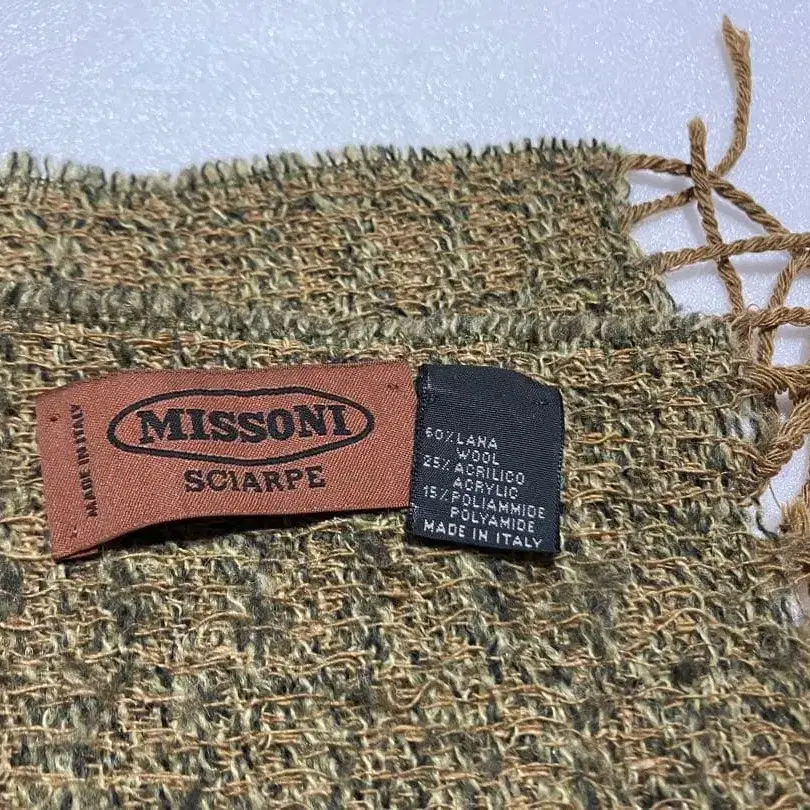 MADE IN ITALY
MISSONI
SCIARPE
60% LANA
WOOL
25% ACRILICO
ACRYLIC
15% POLIAMMIDE
POLYAMIDE
MADE IN ITALY